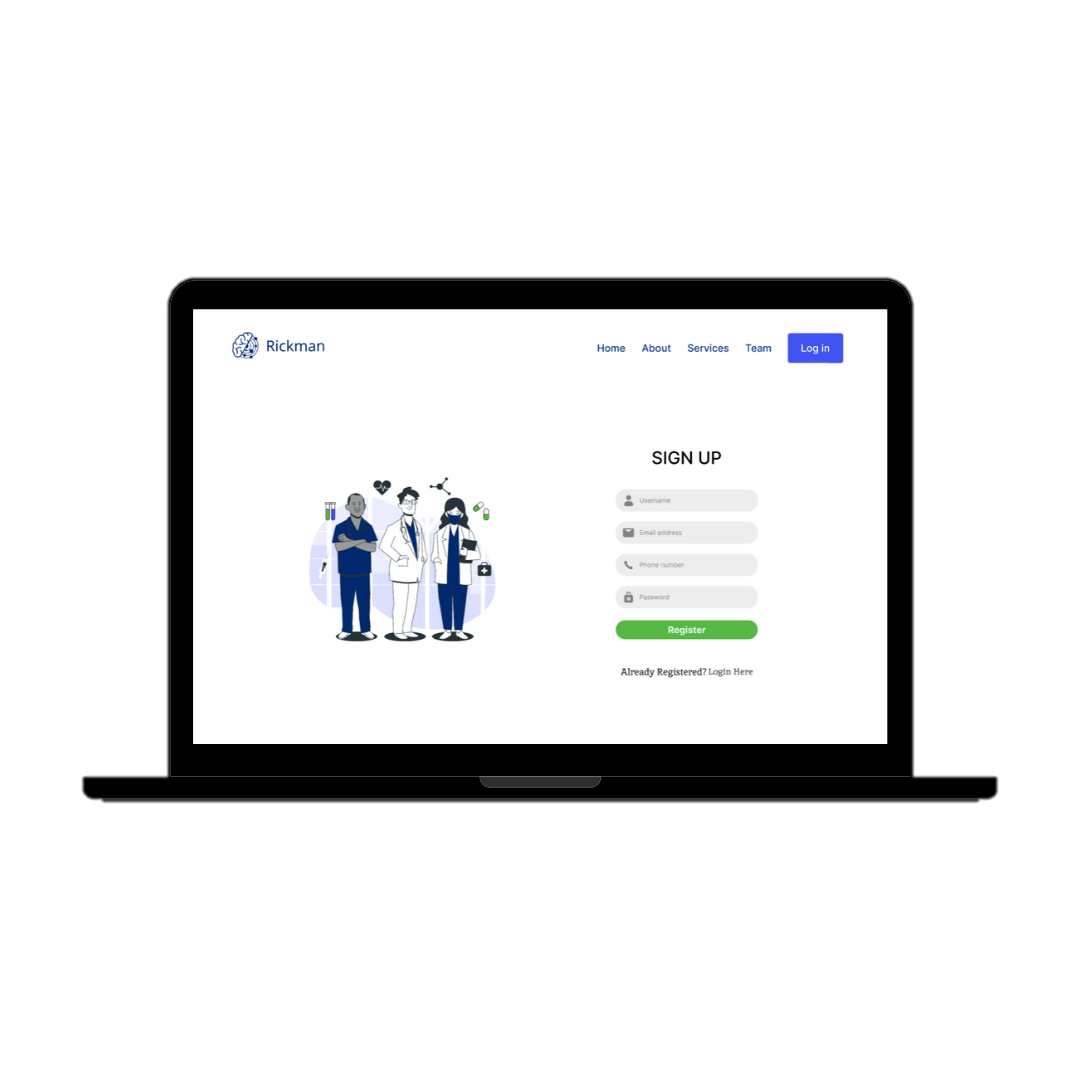 Rickman
Home About Services Team Log in
SIGN UP
Username
Email address
Phone number
Password
Register
Already Registered? Login Here